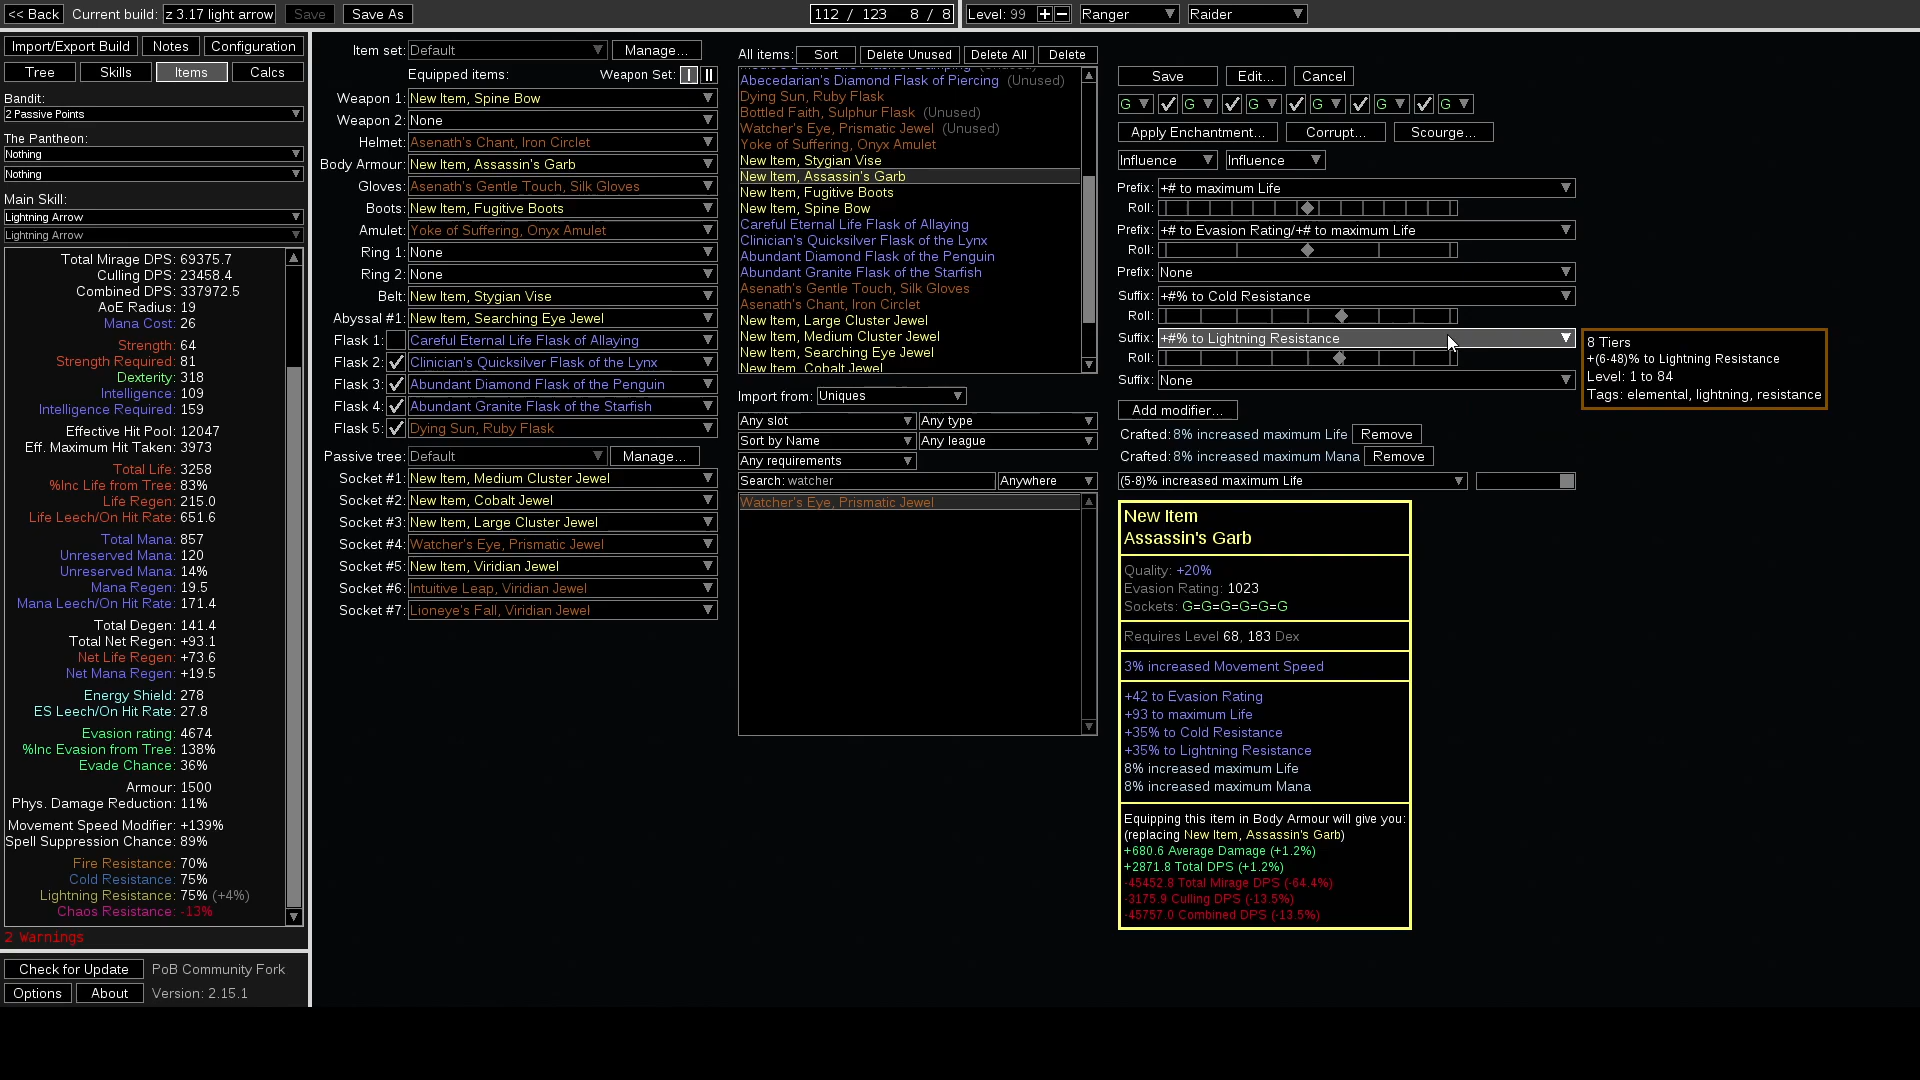 << Back
Current build: z 3.17 light arrow
Save
Save As
112 / 123 8 / 8
Level: 99
Ranger
Raider
Import/Export Build
Notes
Configuration
Tree
Skills
Items
Calcs
Bandit:
2 Passive Points
The Pantheon:
Nothing
Nothing
Main Skill:
Lightning Arrow
Lightning Arrow
Total Mirage DPS: 69375.7
Culling DPS: 23458.4
Combined DPS: 337972.5
AoE Radius: 19
Mana Cost: 26
Strength: 64
Strength Required: 81
Dexterity: 318
Intelligence: 109
Intelligence Required: 159
Effective Hit Pool: 12047
Eff. Maximum Hit Taken: 3973
Total Life: 3258
%Inc Life from Tree: 83%
Life Regen: 215.0
Life Leech/On Hit Rate: 651.6
Total Mana: 857
Unreserved Mana: 120
Unreserved Mana: 14%
Mana Regen: 19.5
Mana Leech/On Hit Rate: 171.4
Total Degen: 141.4
Total Net Regen: +93.1
Net Life Regen: +73.6
Net Mana Regen: +19.5
Energy Shield: 278
ES Leech/On Hit Rate: 27.8
Evasion rating: 4674
%Inc Evasion from Tree: 138%
Evade Chance: 36%
Armour: 1500
Phys. Damage Reduction: 11%
Movement Speed Modifier: +139%
Spell Suppression Chance: 89%
Fire Resistance: 70%
Cold Resistance: 75%
Lightning Resistance: 75% (+4%)
Chaos Resistance: -13%
2 Warnings
Check for Update
PoB Community Fork
Options
About
Version: 2.15.1
Item set: Default
Manage...
Equipped items:
Weapon Set: I II
Weapon 1: New Item, Spine Bow
Weapon 2: None
Helmet: Asenath's Chant, Iron Circlet
Body Armour: New Item, Assassin's Garb
Gloves: Asenath's Gentle Touch, Silk Gloves
Boots: New Item, Fugitive Boots
Amulet: Yoke of Suffering, Onyx Amulet
Ring 1: None
Ring 2: None
Belt: New Item, Stygian Vise
Abyssal #1: New Item, Searching Eye Jewel
Flask 1: Careful Eternal Life Flask of Allaying
Flask 2: Clinician's Quicksilver Flask of the Lynx
Flask 3: Abundant Diamond Flask of the Penguin
Flask 4: Abundant Granite Flask of the Starfish
Flask 5: Dying Sun, Ruby Flask
Passive tree: Default
Manage...
Socket #1: New Item, Medium Cluster Jewel
Socket #2: New Item, Cobalt Jewel
Socket #3: New Item, Large Cluster Jewel
Socket #4: Watcher's Eye, Prismatic Jewel
Socket #5: New Item, Viridian Jewel
Socket #6: Intuitive Leap, Viridian Jewel
Socket #7: Lioneye's Fall, Viridian Jewel
All items:
Sort
Delete Unused
Delete All
Delete
Abecedarian's Diamond Flask of Piercing (Unused)
Dying Sun, Ruby Flask
Bottled Faith, Sulphur Flask (Unused)
Watcher's Eye, Prismatic Jewel (Unused)
Yoke of Suffering, Onyx Amulet
New Item, Stygian Vise
New Item, Assassin's Garb
New Item, Fugitive Boots
New Item, Spine Bow
Careful Eternal Life Flask of Allaying
Clinician's Quicksilver Flask of the Lynx
Abundant Diamond Flask of the Penguin
Abundant Granite Flask of the Starfish
Asenath's Gentle Touch, Silk Gloves
Asenath's Chant, Iron Circlet
New Item, Large Cluster Jewel
New Item, Medium Cluster Jewel
New Item, Searching Eye Jewel
New Item, Cobalt Jewel
Import from: Uniques
Any slot
Any type
Sort by Name
Any league
Any requirements
Search: watcher
Anywhere
Watcher's Eye, Prismatic Jewel
Save
Edit...
Cancel
G G G G G G
Apply Enchantment...
Corrupt...
Scourge...
Influence
Influence
Prefix: +# to maximum Life
Roll:
Prefix: +# to Evasion Rating/+# to maximum Life
Roll:
Prefix: None
Suffix: +#% to Cold Resistance
Roll:
Suffix: +#% to Lightning Resistance
Roll:
Suffix: None
8 Tiers
+(6-48)% to Lightning Resistance
Level: 1 to 84
Tags: elemental, lightning, resistance
Add modifier...
Crafted: 8% increased maximum Life
Remove
Crafted: 8% increased maximum Mana
Remove
(5-8)% increased maximum Life
New Item
Assassin's Garb
Quality: +20%
Evasion Rating: 1023
Sockets: G=G=G=G=G=G
Requires Level 68, 183 Dex
3% increased Movement Speed
+42 to Evasion Rating
+93 to maximum Life
+35% to Cold Resistance
+35% to Lightning Resistance
8% increased maximum Life
8% increased maximum Mana
Equipping this item in Body Armour will give you:
(replacing New Item, Assassin's Garb)
+680.6 Average Damage (+1.2%)
+2871.8 Total DPS (+1.2%)
-45452.8 Total Mirage DPS (-64.4%)
-3175.9 Culling DPS (-13.5%)
-45757.0 Combined DPS (-13.5%)